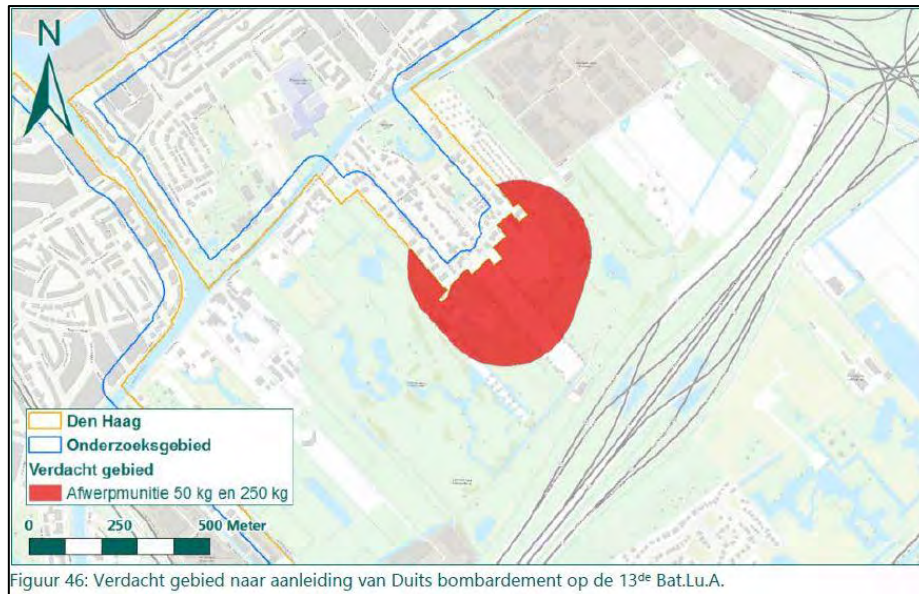 N
Den Haag
Onderzoeksgebied
Verdacht gebied
Afwerpmunitie 50 kg en 250 kg
0 250 500 Meter
Figuur 46: Verdacht gebied naar aanleiding van Duits bombardement op de 13de Bat.Lu.A.